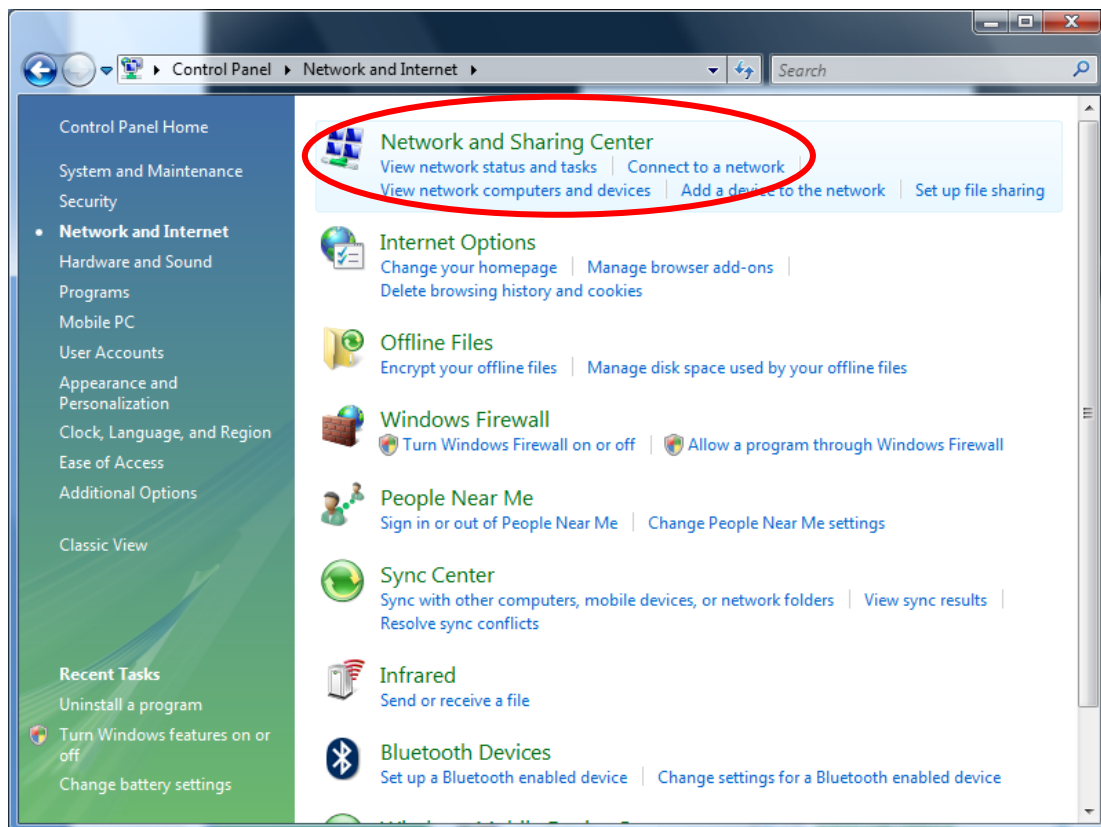 Control Panel Network and Internet Search
Control Panel Home
System and Maintenance
Security
Network and Internet
Hardware and Sound
Programs
Mobile PC
User Accounts
Appearance and
Personalization
Clock, Language, and Region
Ease of Access
Additional Options
Classic View
Recent Tasks
Uninstall a program
Turn Windows features on or
off
Change battery settings
Network and Sharing Center
View network status and tasks Connect to a network
View network computers and devices Add a device to the network Set up file sharing
Internet Options
Change your homepage Manage browser add-ons
Delete browsing history and cookies
Offline Files
Encrypt your offline files Manage disk space used by your offline files
Windows Firewall
Turn Windows Firewall on or off Allow a program through Windows Firewall
People Near Me
Sign in or out of People Near Me Change People Near Me settings
Sync Center
Sync with other computers, mobile devices, or network folders View sync results
Resolve sync conflicts
Infrared
Send or receive a file
Bluetooth Devices
Set up a Bluetooth enabled device Change settings for a Bluetooth enabled device